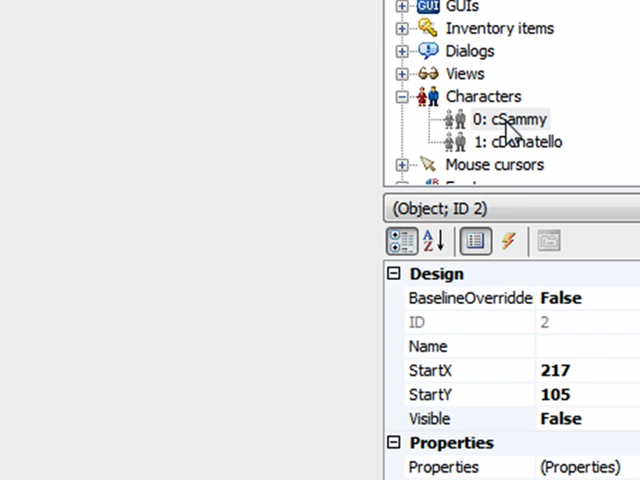 GUI GUIs
Inventory items
Dialogs
Views
Characters
0: cSammy
1: cDonatello
Mouse cursors
(Object; ID 2)
A
Z
Design
BaselineOverridde False
ID 2
Name
StartX 217
StartY 105
Visible False
Properties
Properties (Properties)